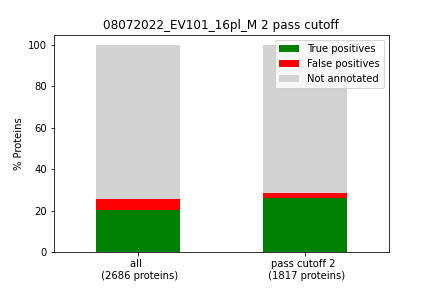 08072022_EV101_16pl_M 2 pass cutoff
100
80
60
40
20
0
% Proteins
True positives
False positives
Not annotated
all
(2686 proteins)
pass cutoff 2
(1817 proteins)